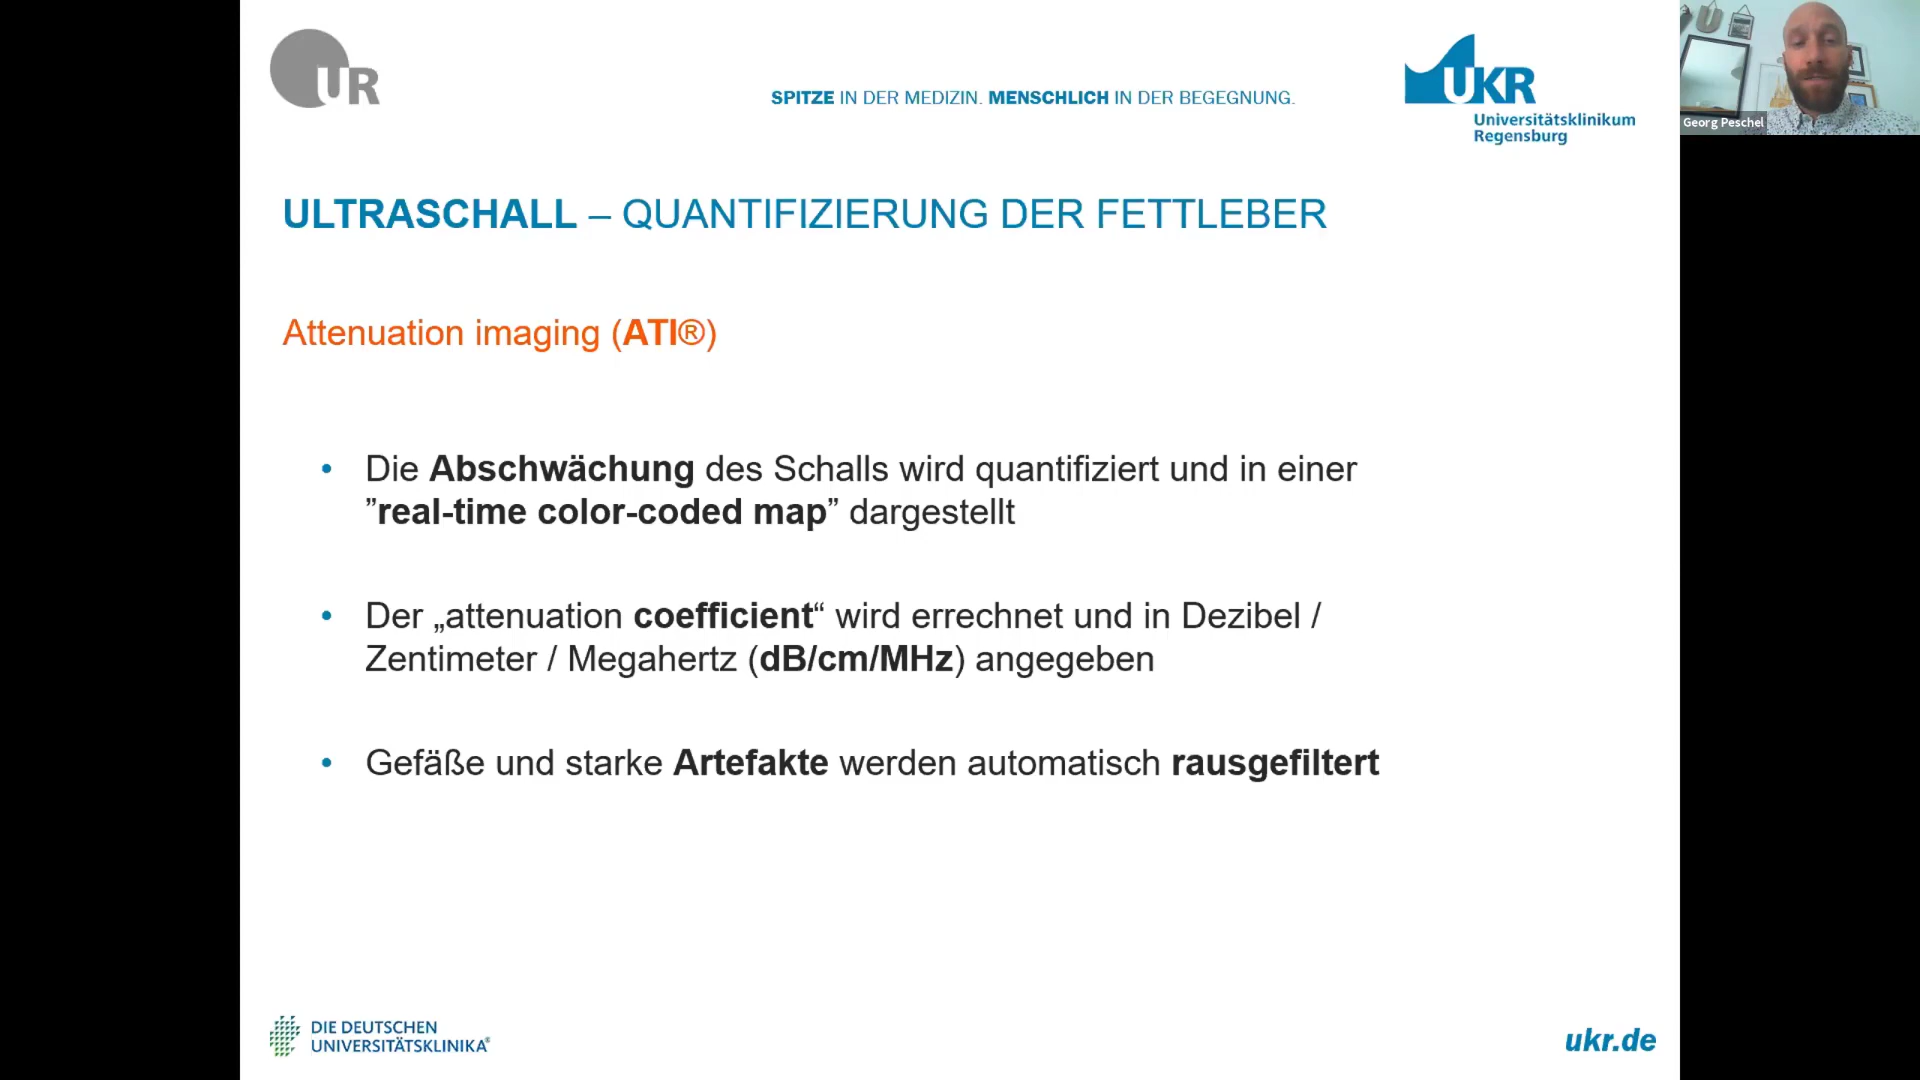 UR
SPITZE IN DER MEDIZIN. MENSCHLICH IN DER BEGEGNUNG.
UKR
Universitätsklinikum
Regensburg
Georg Peschel
ULTRASCHALL – QUANTIFIZIERUNG DER FETTLEBER
Attenuation imaging (ATI®)
• Die Abschwächung des Schalls wird quantifiziert und in einer
”real-time color-coded map” dargestellt
• Der „attenuation coefficient“ wird errechnet und in Dezibel /
Zentimeter / Megahertz (dB/cm/MHz) angegeben
• Gefäße und starke Artefakte werden automatisch rausgefiltert
DIE DEUTSCHEN
UNIVERSITÄTSKLINIKA®
ukr.de